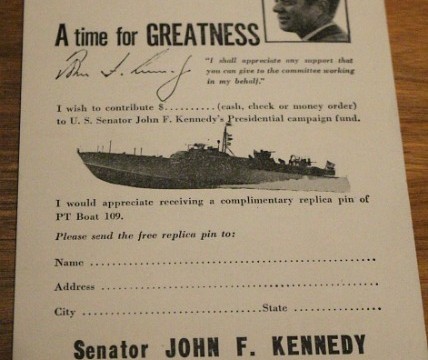 A time for GREATNESS
John F. Kennedy
"I shall appreciate any support that
you can give to the committee working
in my behalf."
I wish to contribute $..........(cash, check or money order)
to U. S. Senator John F. Kennedy's Presidential campaign fund.
I would appreciate receiving a complimentary replica pin of
PT Boat 109.
Please send the free replica pin to:
Name ............................................................
Address .........................................................
City ........................................ State ..................
Senator JOHN F. KENNEDY